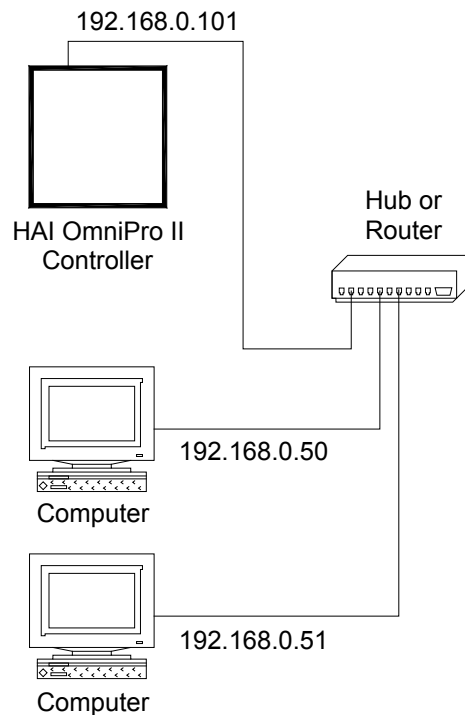 192.168.0.101
HAI OmniPro II
Controller
Hub or
Router
192.168.0.50
Computer
192.168.0.51
Computer